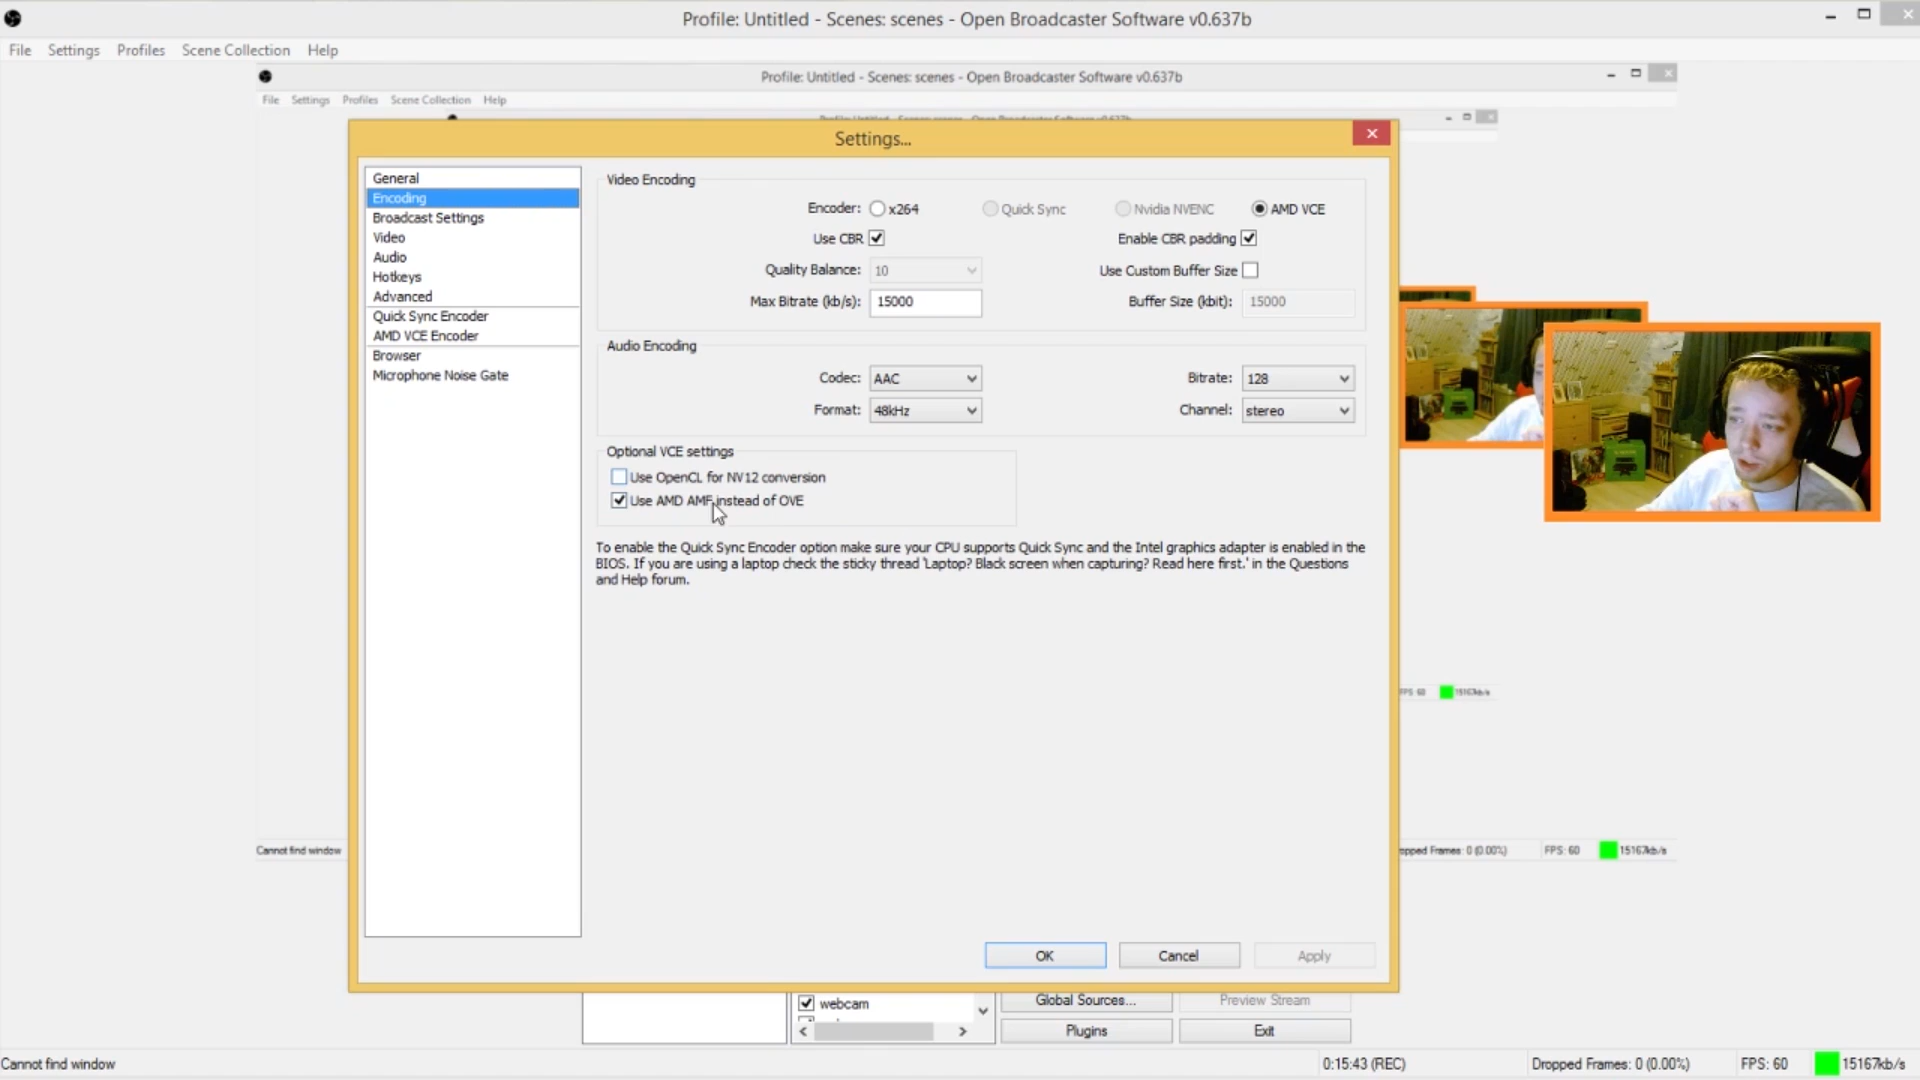 Profile: Untitled - Scenes: scenes - Open Broadcaster Software v0.637b
File Settings Profiles Scene Collection Help
Profile: Untitled - Scenes: scenes - Open Broadcaster Software v0.637b
File Settings Profiles Scene Collection Help
Settings...
General
Encoding
Broadcast Settings
Video
Audio
Hotkeys
Advanced
Quick Sync Encoder
AMD VCE Encoder
Browser
Microphone Noise Gate
Video Encoding
Encoder: x264 Quick Sync Nvidia NVENC AMD VCE
Use CBR Enable CBR padding
Quality Balance: 10 Use Custom Buffer Size
Max Bitrate (kb/s): 15000 Buffer Size (kbit): 15000
Audio Encoding
Codec: AAC Bitrate: 128
Format: 48kHz Channel: stereo
Optional VCE settings
Use OpenCL for NV12 conversion
Use AMD AMF instead of OVE
To enable the Quick Sync Encoder option make sure your CPU supports Quick Sync and the Intel graphics adapter is enabled in the
BIOS. If you are using a laptop check the sticky thread 'Laptop? Black screen when capturing? Read here first.' in the Questions
and Help forum.
FPS: 60 15167kb/s
Cannot find window opped Frames: 0 (0.00%) FPS: 60 15167kb/s
OK Cancel Apply
webcam Global Sources... Preview Stream
Plugins Exit
Cannot find window 0:15:43 (REC) Dropped Frames: 0 (0.00%) FPS: 60 15167kb/s